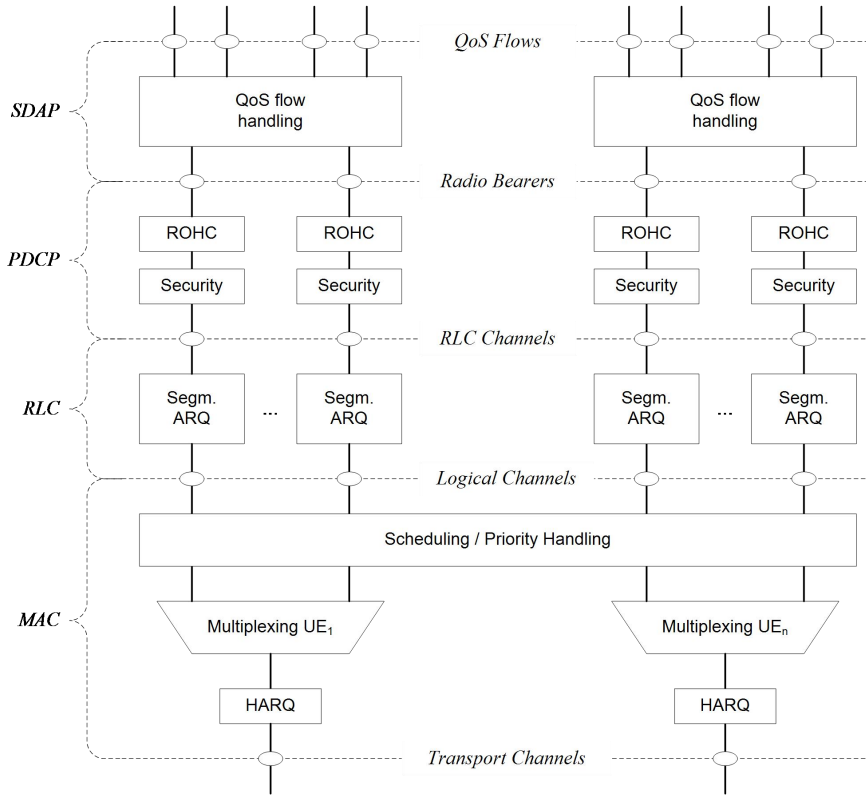 QoS Flows
SDAP
QoS flow
handling
QoS flow
handling
Radio Bearers
ROHC
ROHC
ROHC
ROHC
PDCP
Security
Security
Security
Security
RLC Channels
RLC
Segm.
ARQ
...
Segm.
ARQ
Segm.
ARQ
...
Segm.
ARQ
Logical Channels
Scheduling / Priority Handling
MAC
Multiplexing UE1
Multiplexing UEn
HARQ
HARQ
Transport Channels